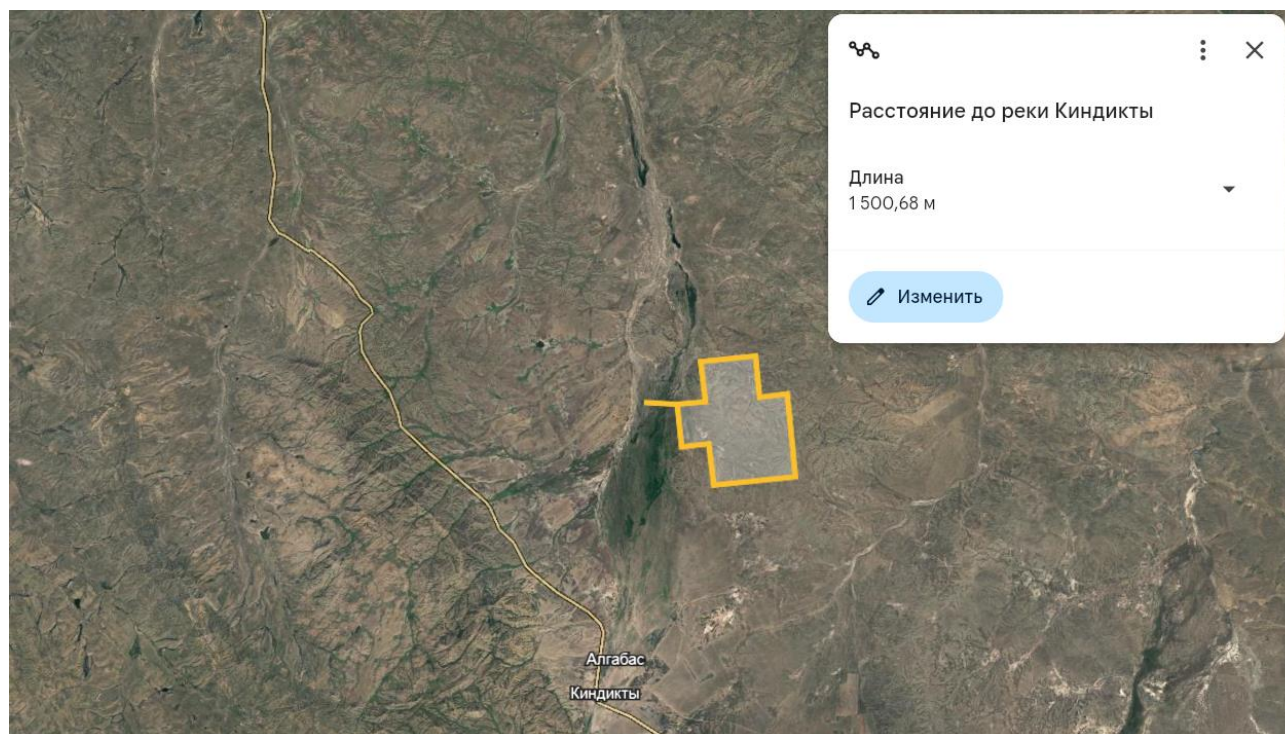 Расстояние до реки Киндикты
Длина
1 500,68 м
Изменить
Алгабас
Киндикты